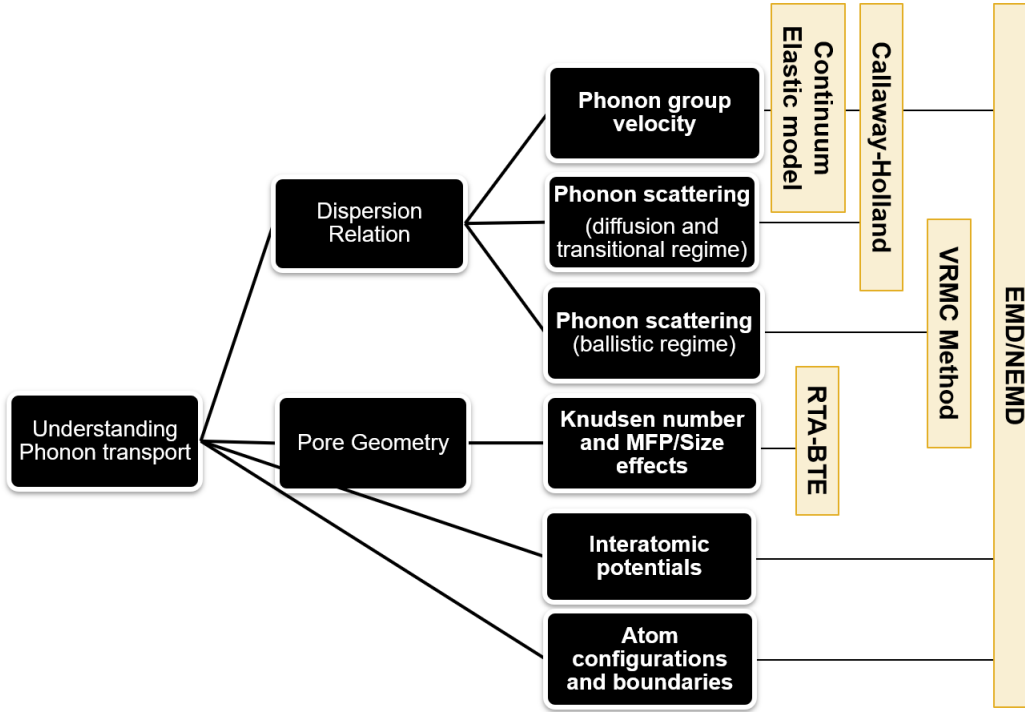 Understanding
Phonon transport
Dispersion
Relation
Pore Geometry
Phonon group
velocity
Phonon scattering
(diffusion and
transitional regime)
Phonon scattering
(ballistic regime)
Knudsen number
and MFP/Size
effects
Interatomic
potentials
Atom
configurations
and boundaries
Continuum
Elastic model
Callaway-Holland
VRMC Method
RTA-BTE
EMD/NEMD